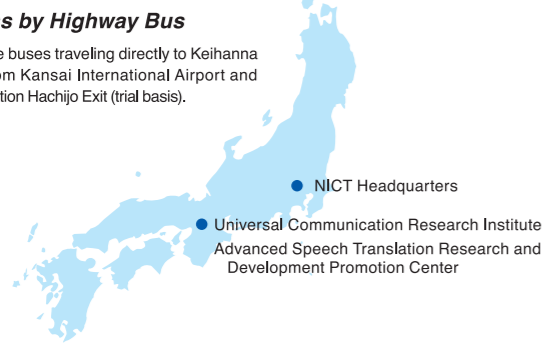 s by Highway Bus
e buses traveling directly to Keihanna
om Kansai International Airport and
tion Hachijo Exit (trial basis).
NICT Headquarters
Universal Communication Research Institute
Advanced Speech Translation Research and
Development Promotion Center